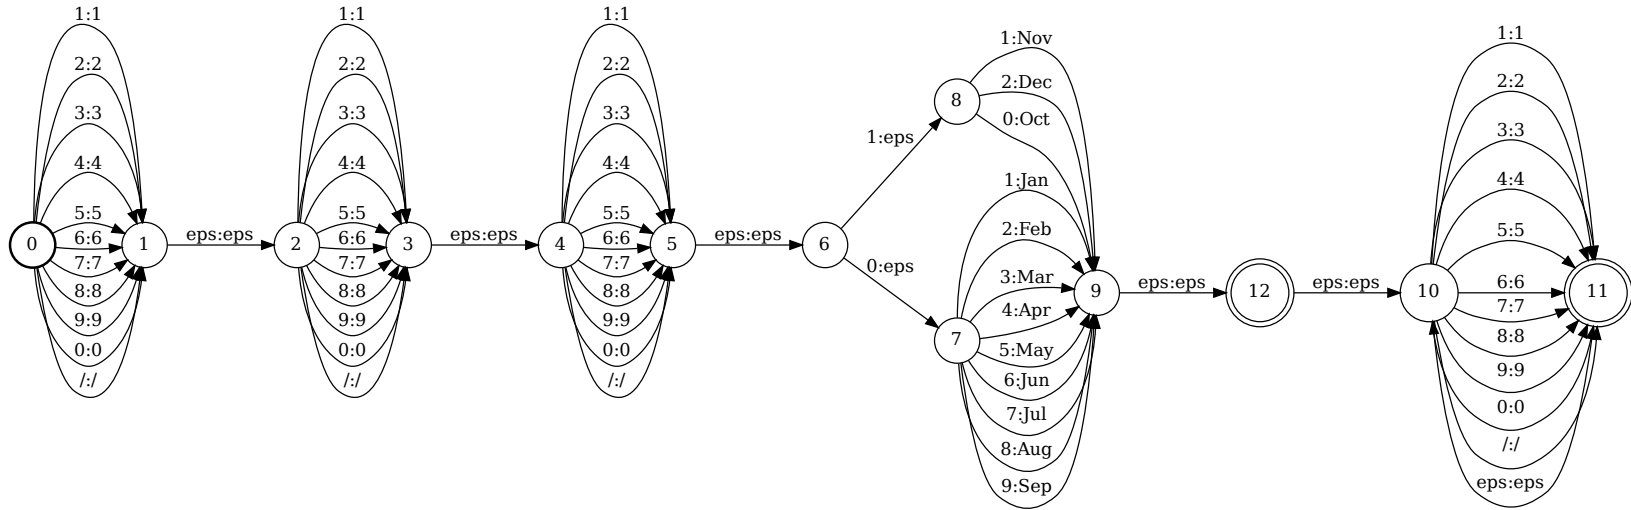 0
1:1
2:2
3:3
4:4
5:5
6:6
7:7
8:8
9:9
0:0
/:/
1
eps:eps
2
1:1
2:2
3:3
4:4
5:5
6:6
7:7
8:8
9:9
0:0
/:/
3
eps:eps
4
1:1
2:2
3:3
4:4
5:5
6:6
7:7
8:8
9:9
0:0
/:/
5
eps:eps
6
1:eps
0:eps
8
1:Nov
2:Dec
0:Oct
7
1:Jan
2:Feb
3:Mar
4:Apr
5:May
6:Jun
7:Jul
8:Aug
9:Sep
9
eps:eps
12
eps:eps
10
1:1
2:2
3:3
4:4
5:5
6:6
7:7
8:8
9:9
0:0
/:/
eps:eps
11